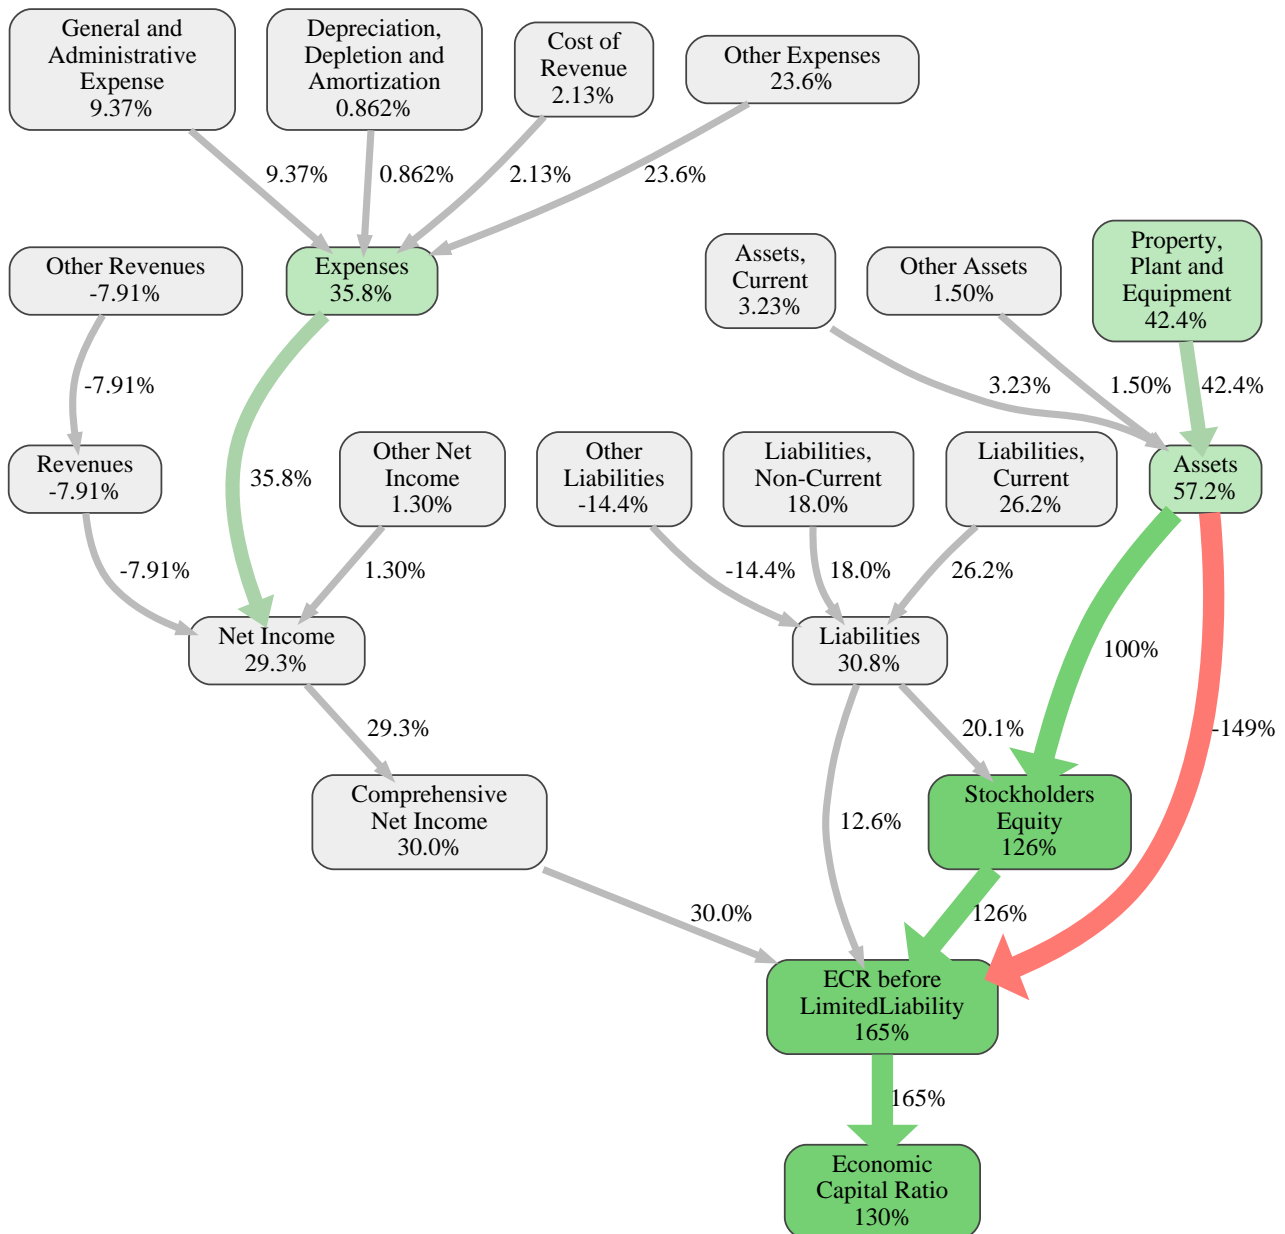 General and
Administrative
Expense
9.37%
Depreciation,
Depletion and
Amortization
0.862%
Cost of
Revenue
2.13%
Other Expenses
23.6%
9.37%
0.862%
2.13%
23.6%
Other Revenues
-7.91%
Expenses
35.8%
Assets,
Current
3.23%
Other Assets
1.50%
Property,
Plant and
Equipment
42.4%
-7.91%
3.23%
1.50%
42.4%
Revenues
-7.91%
35.8%
Other Net
Income
1.30%
Other
Liabilities
-14.4%
Liabilities,
Non-Current
18.0%
Liabilities,
Current
26.2%
Assets
57.2%
-7.91%
1.30%
-14.4%
18.0%
26.2%
Net Income
29.3%
Liabilities
30.8%
100%
-149%
29.3%
20.1%
Comprehensive
Net Income
30.0%
12.6%
Stockholders
Equity
126%
30.0%
126%
ECR before
LimitedLiability
165%
165%
Economic
Capital Ratio
130%